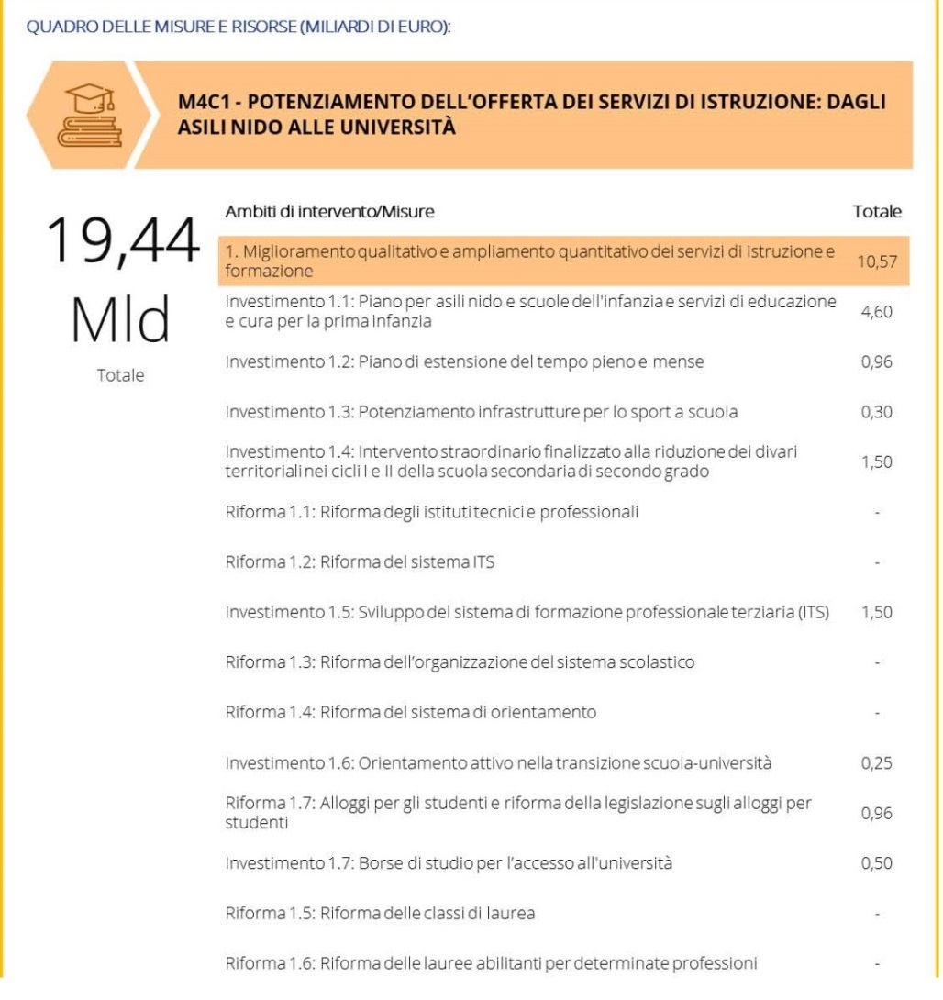 QUADRO DELLE MISURE E RISORSE (MILIARDI DI EURO):
M4C1 - POTENZIAMENTO DELL’OFFERTA DEI SERVIZI DI ISTRUZIONE: DAGLI
ASILI NIDO ALLE UNIVERSITÀ
19,44
Mld
Totale
Ambiti di intervento/Misure Totale
1. Miglioramento qualitativo e ampliamento quantitativo dei servizi di istruzione e
formazione 10,57
Investimento 1.1: Piano per asili nido e scuole dell'infanzia e servizi di educazione
e cura per la prima infanzia 4,60
Investimento 1.2: Piano di estensione del tempo pieno e mense 0,96
Investimento 1.3: Potenziamento infrastrutture per lo sport a scuola 0,30
Investimento 1.4: Intervento straordinario finalizzato alla riduzione dei divari
territoriali nei cicli I e II della scuola secondaria di secondo grado 1,50
Riforma 1.1: Riforma degli istituti tecnici e professionali -
Riforma 1.2: Riforma del sistema ITS -
Investimento 1.5: Sviluppo del sistema di formazione professionale terziaria (ITS) 1,50
Riforma 1.3: Riforma dell’organizzazione del sistema scolastico -
Riforma 1.4: Riforma del sistema di orientamento -
Investimento 1.6: Orientamento attivo nella transizione scuola-università 0,25
Riforma 1.7: Alloggi per gli studenti e riforma della legislazione sugli alloggi per
studenti 0,96
Investimento 1.7: Borse di studio per l’accesso all'università 0,50
Riforma 1.5: Riforma delle classi di laurea -
Riforma 1.6: Riforma delle lauree abilitanti per determinate professioni -